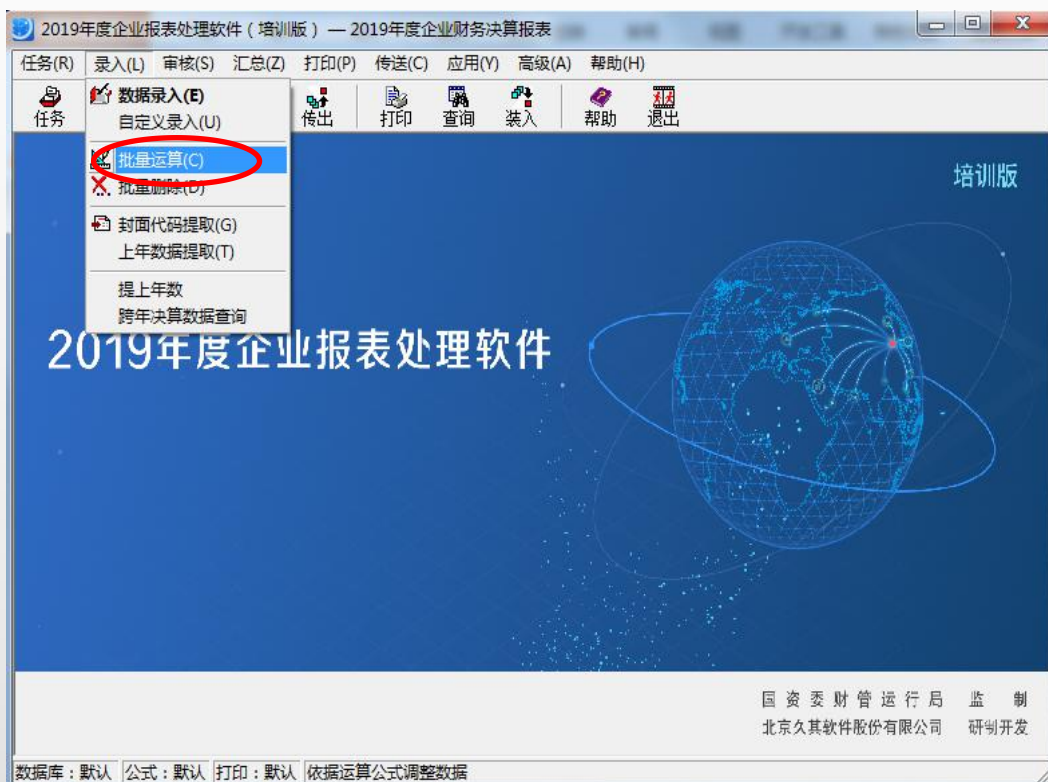 2019年度企业报表处理软件（培训版）— 2019年度企业财务决算报表
任务(R) 录入(L) 审核(S) 汇总(Z) 打印(P) 传送(C) 应用(Y) 高级(A) 帮助(H)
任务 传出 打印 查询 装入 帮助 退出
数据录入(E)
自定义录入(U)
批量运算(C)
批量删除(D)
封面代码提取(G)
上年数据提取(T)
提上年数
跨年决算数据查询
培训版
2019年度企业报表处理软件
国资委财管运行局 监 制
北京久其软件股份有限公司 研制开发
数据库：默认 公式：默认 打印：默认 依据运算公式调整数据